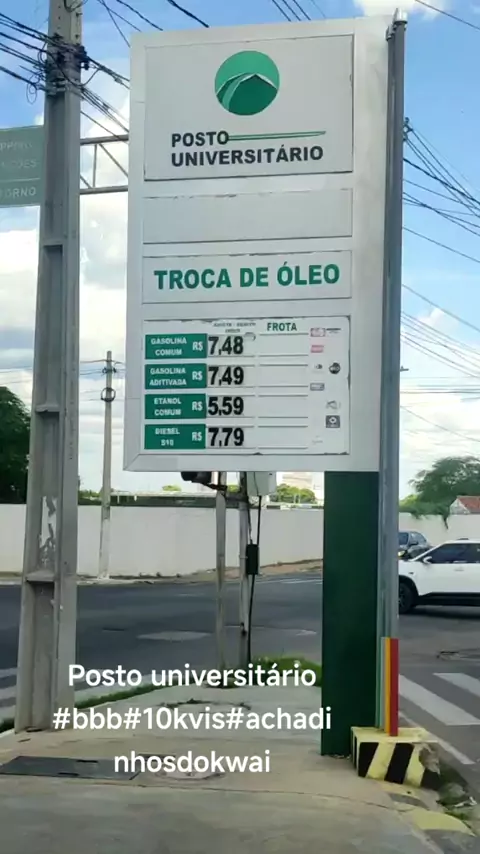 ORNO
POSTO
UNIVERSITÁRIO
TROCA DE ÓLEO
FROTA
GASOLINA COMUM R$ 7,48
GASOLINA ADITIVADA R$ 7,49
ETANOL COMUM R$ 5,59
DIESEL S10 R$ 7,79
Posto universitário
#bbb#10kvis#achadi
nhosdokwai